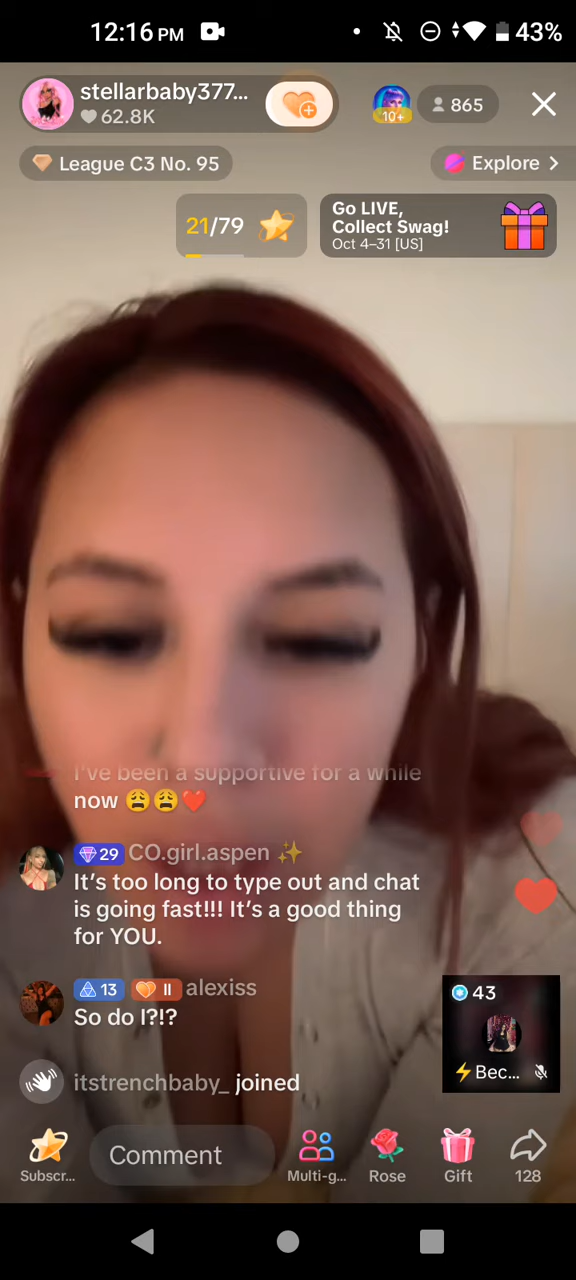 12:16 PM
43%
stellarbaby377...
62.8K
10+
865
League C3 No. 95
Explore >
21/79
Go LIVE,
Collect Swag!
Oct 4–31 [US]
I've been a supportive for a while
now 😩😩❤️
29 CO.girl.aspen ✨
It's too long to type out and chat
is going fast!!! It's a good thing
for YOU.
13 II alexiss
So do I?!?
43
Bec...
itstrenchbaby_ joined
Comment
Subscr...
Multi-g...
Rose
Gift
128